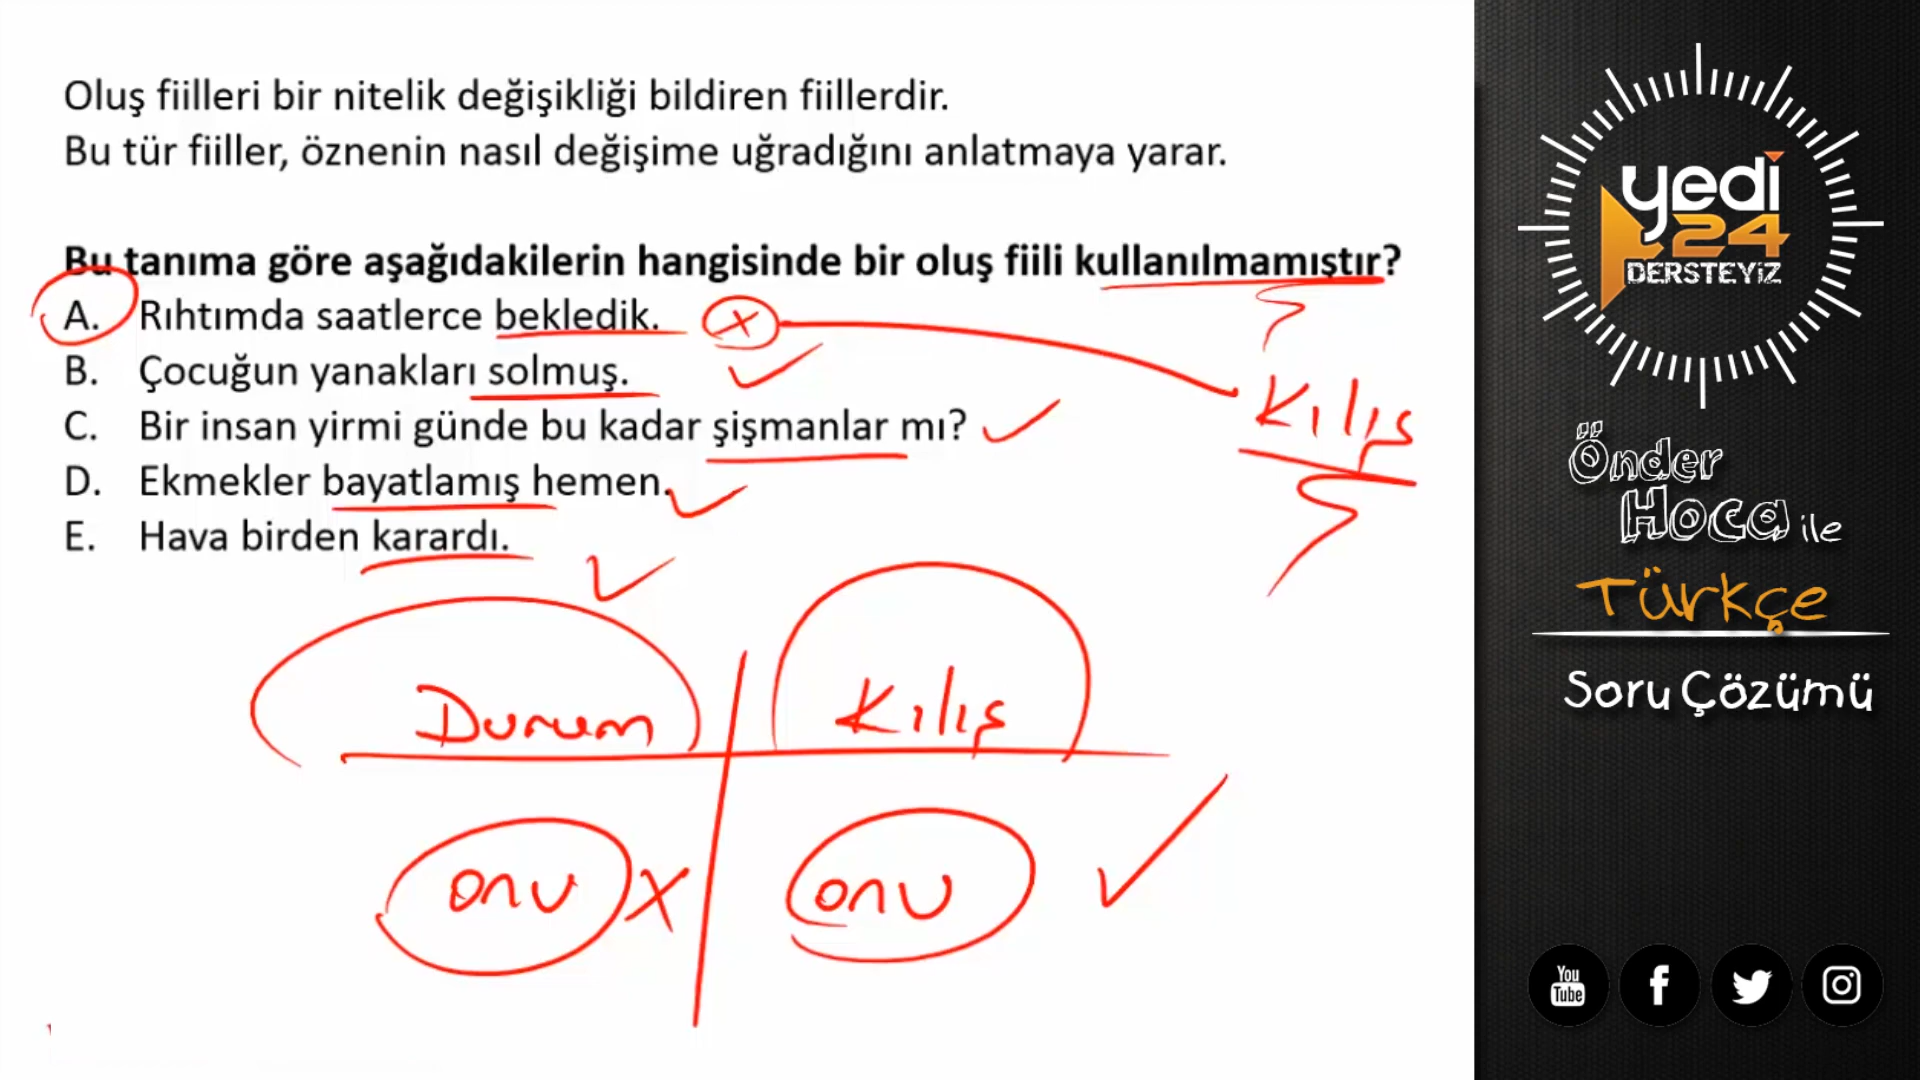 Oluş fiilleri bir nitelik değişikliği bildiren fiillerdir.
Bu tür fiiller, öznenin nasıl değişime uğradığını anlatmaya yarar.
Bu tanıma göre aşağıdakilerin hangisinde bir oluş fiili kullanılmamıştır?
A. Rıhtımda saatlerce bekledik.
B. Çocuğun yanakları solmuş.
C. Bir insan yirmi günde bu kadar şişmanlar mı?
D. Ekmekler bayatlamış hemen.
E. Hava birden karardı.
Kılış
Durum
Kılış
onu x
onu
yedi
24
DERSTEYİZ
Önder
Hoca ile
Türkçe
Soru Çözümü
You
Tube